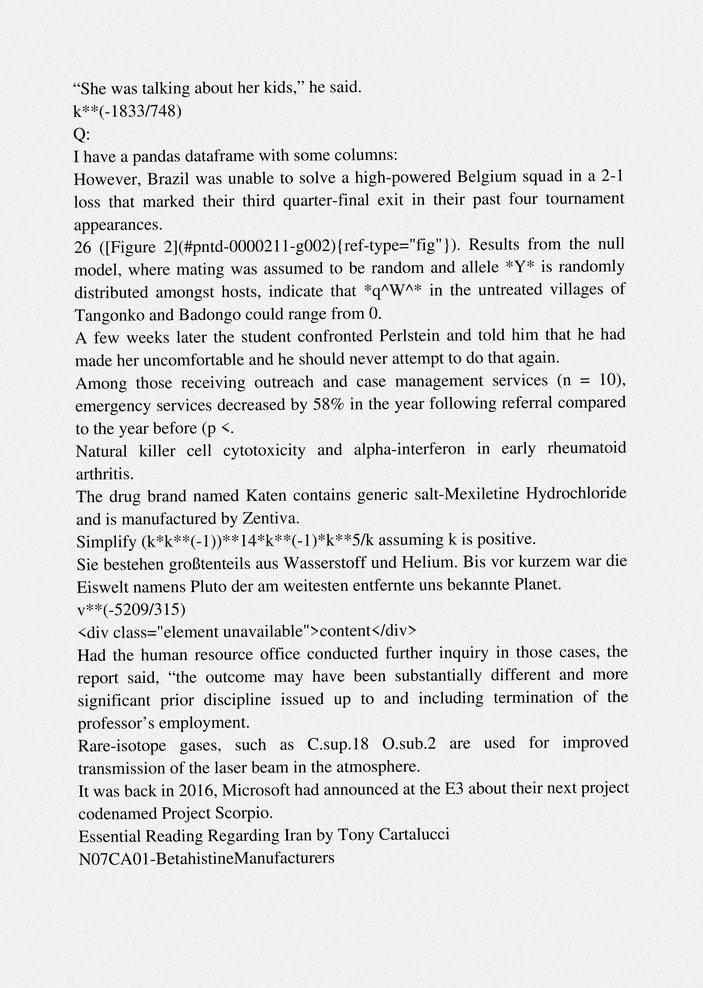 “She was talking about her kids,” he said.
k**(-1833/748)
Q:
I have a pandas dataframe with some columns:
However, Brazil was unable to solve a high-powered Belgium squad in a 2-1
loss that marked their third quarter-final exit in their past four tournament
appearances.
26 ([Figure 2](#pntd-0000211-g002){ref-type="fig"}). Results from the null
model, where mating was assumed to be random and allele *Y* is randomly
distributed amongst hosts, indicate that *q^W^* in the untreated villages of
Tangonko and Badongo could range from 0.
A few weeks later the student confronted Perlstein and told him that he had
made her uncomfortable and he should never attempt to do that again.
Among those receiving outreach and case management services (n = 10),
emergency services decreased by 58% in the year following referral compared
to the year before (p <.
Natural killer cell cytotoxicity and alpha-interferon in early rheumatoid
arthritis.
The drug brand named Katen contains generic salt-Mexiletine Hydrochloride
and is manufactured by Zentiva.
Simplify (k*k**(-1))**14*k**(-1)*k**5/k assuming k is positive.
Sie bestehen großtenteils aus Wasserstoff und Helium. Bis vor kurzem war die
Eiswelt namens Pluto der am weitesten entfernte uns bekannte Planet.
v**(-5209/315)
<div class="element unavailable">content</div>
Had the human resource office conducted further inquiry in those cases, the
report said, “the outcome may have been substantially different and more
significant prior discipline issued up to and including termination of the
professor’s employment.
Rare-isotope gases, such as C.sup.18 O.sub.2 are used for improved
transmission of the laser beam in the atmosphere.
It was back in 2016, Microsoft had announced at the E3 about their next project
codenamed Project Scorpio.
Essential Reading Regarding Iran by Tony Cartalucci
N07CA01-BetahistineManufacturers